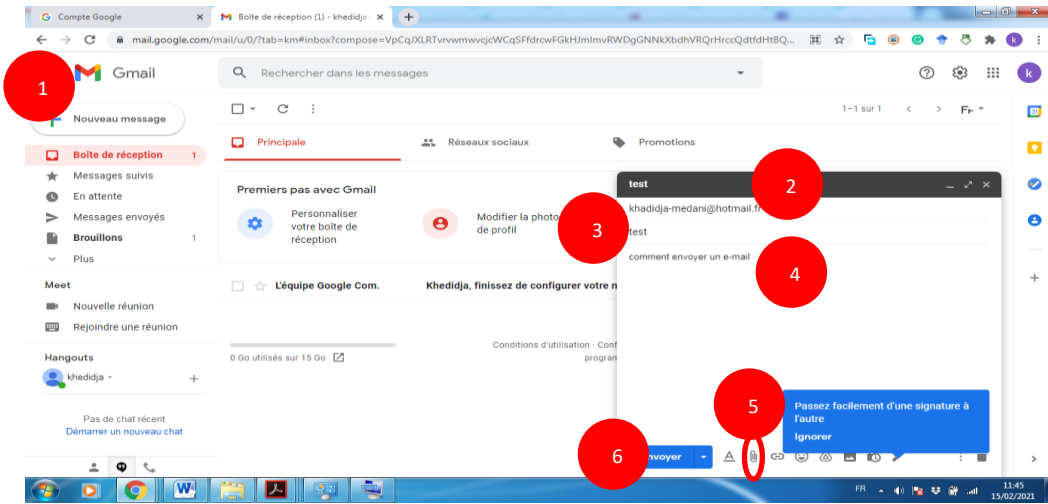 Compte Google
Boîte de réception (1) - khedidja.
mail.google.com/mail/u/0/?tab=km#inbox?compose=
1
Gmail
Rechercher dans les messages
k
Nouveau message
1–1 sur 1
Boîte de réception 1
Messages suivis
En attente
Messages envoyés
Brouillons 1
Plus
Meet
Nouvelle réunion
Rejoindre une réunion
Hangouts
khedidja
Pas de chat récent
Démarrer un nouveau chat
Principale
Réseaux sociaux
Promotions
Premiers pas avec Gmail
Personnaliser
votre boîte de
réception
Modifier la photo
de profil
L'équipe Google Com.
Khedidja, finissez de configurer votre
0 Go utilisés sur 15 Go
Conditions d'utilisation ·
test
2
khadidja-medani@hotmail.fr
3
test
comment envoyer un e-mail
4
5
Passez facilement d'une signature à
l'autre
Ignorer
6
FR
11:45
15/02/2021